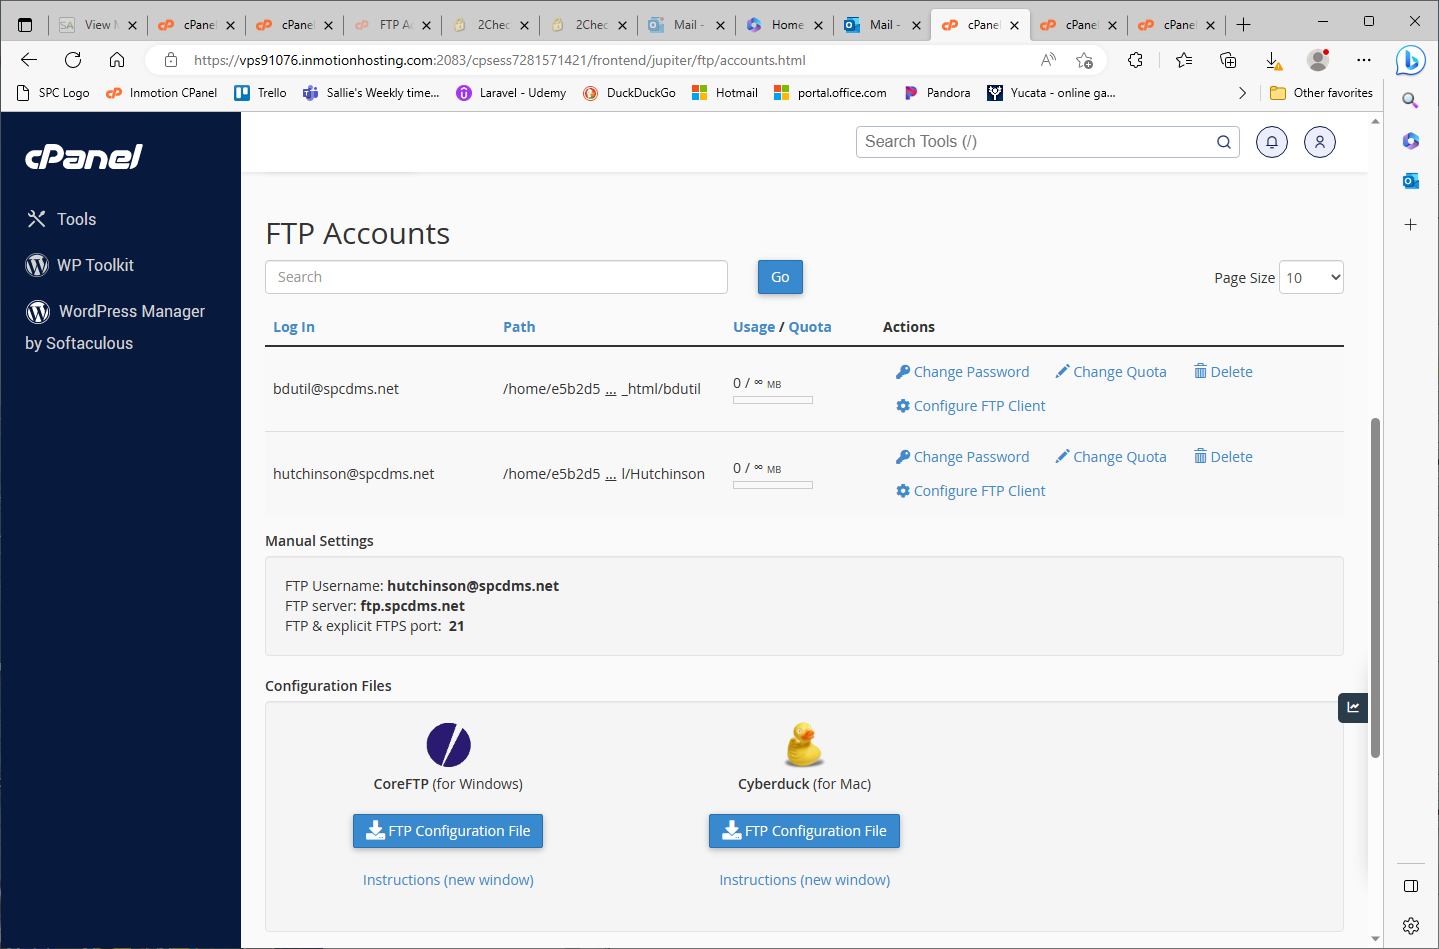 View M
cPanel
cPanel
FTP Ac
2Chec
2Chec
Mail -
Home
Mail -
cPanel
cPanel
cPanel
https://vps91076.inmotionhosting.com:2083/cpsess7281571421/frontend/jupiter/ftp/accounts.html
SPC Logo
Inmotion CPanel
Trello
Sallie's Weekly time...
Laravel - Udemy
DuckDuckGo
Hotmail
portal.office.com
Pandora
Yucata - online ga...
Other favorites
cPanel
Search Tools (/)
Tools
WP Toolkit
WordPress Manager
by Softaculous
FTP Accounts
Search
Go
Page Size 10
Log In Path Usage / Quota Actions
bdutil@spcdms.net /home/e5b2d5 ... _html/bdutil 0 / ∞ MB
Change Password Change Quota Delete
Configure FTP Client
hutchinson@spcdms.net /home/e5b2d5 ... l/Hutchinson 0 / ∞ MB
Change Password Change Quota Delete
Configure FTP Client
Manual Settings
FTP Username: hutchinson@spcdms.net
FTP server: ftp.spcdms.net
FTP & explicit FTPS port: 21
Configuration Files
CoreFTP (for Windows)
FTP Configuration File
Instructions (new window)
Cyberduck (for Mac)
FTP Configuration File
Instructions (new window)